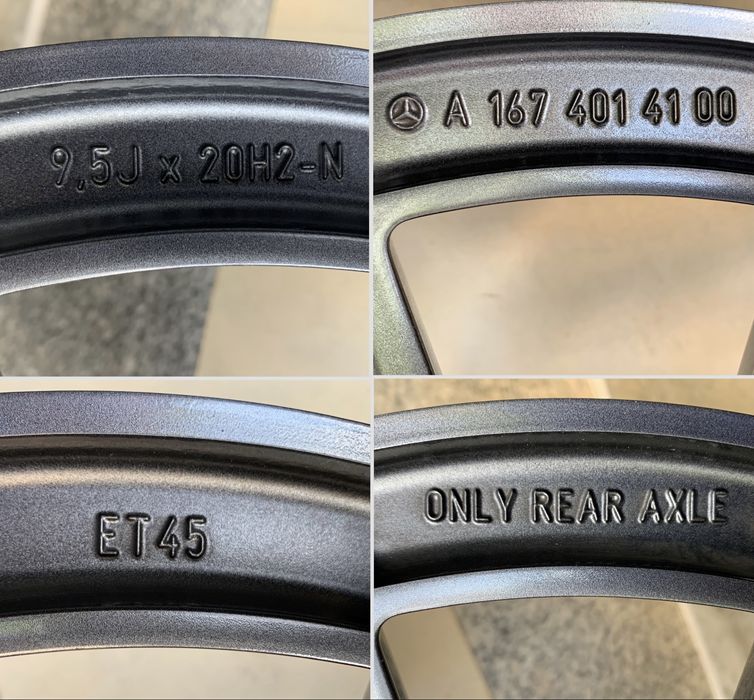 9,5J x 20H2-N
A 167 401 41 00
ET45
ONLY REAR AXLE